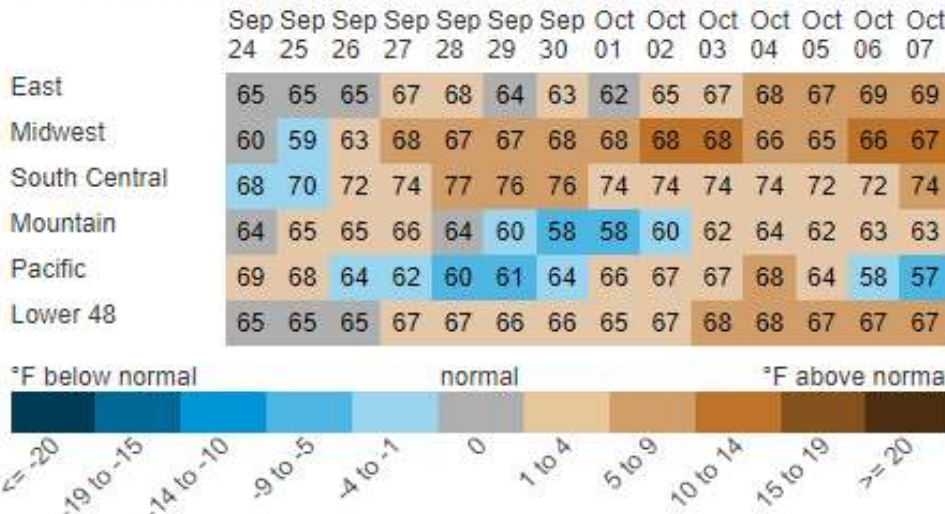 Sep Sep Sep Sep Sep Sep Sep Oct Oct Oct Oct Oct Oct Oct
24 25 26 27 28 29 30 01 02 03 04 05 06 07
East 65 65 65 67 68 64 63 62 65 67 68 67 69 69
Midwest 60 59 63 68 67 67 68 68 68 68 66 65 66 67
South Central 68 70 72 74 77 76 76 74 74 74 74 72 72 74
Mountain 64 65 65 66 64 60 58 58 60 62 64 62 63 63
Pacific 69 68 64 62 60 61 64 66 67 67 68 64 58 57
Lower 48 65 65 65 67 67 66 66 65 67 68 68 67 67 67
°F below normal normal °F above norma
<= -20 -19 to -15 -14 to -10 -9 to -5 -4 to -1 0 1 to 4 5 to 9 10 to 14 15 to 19 >= 20